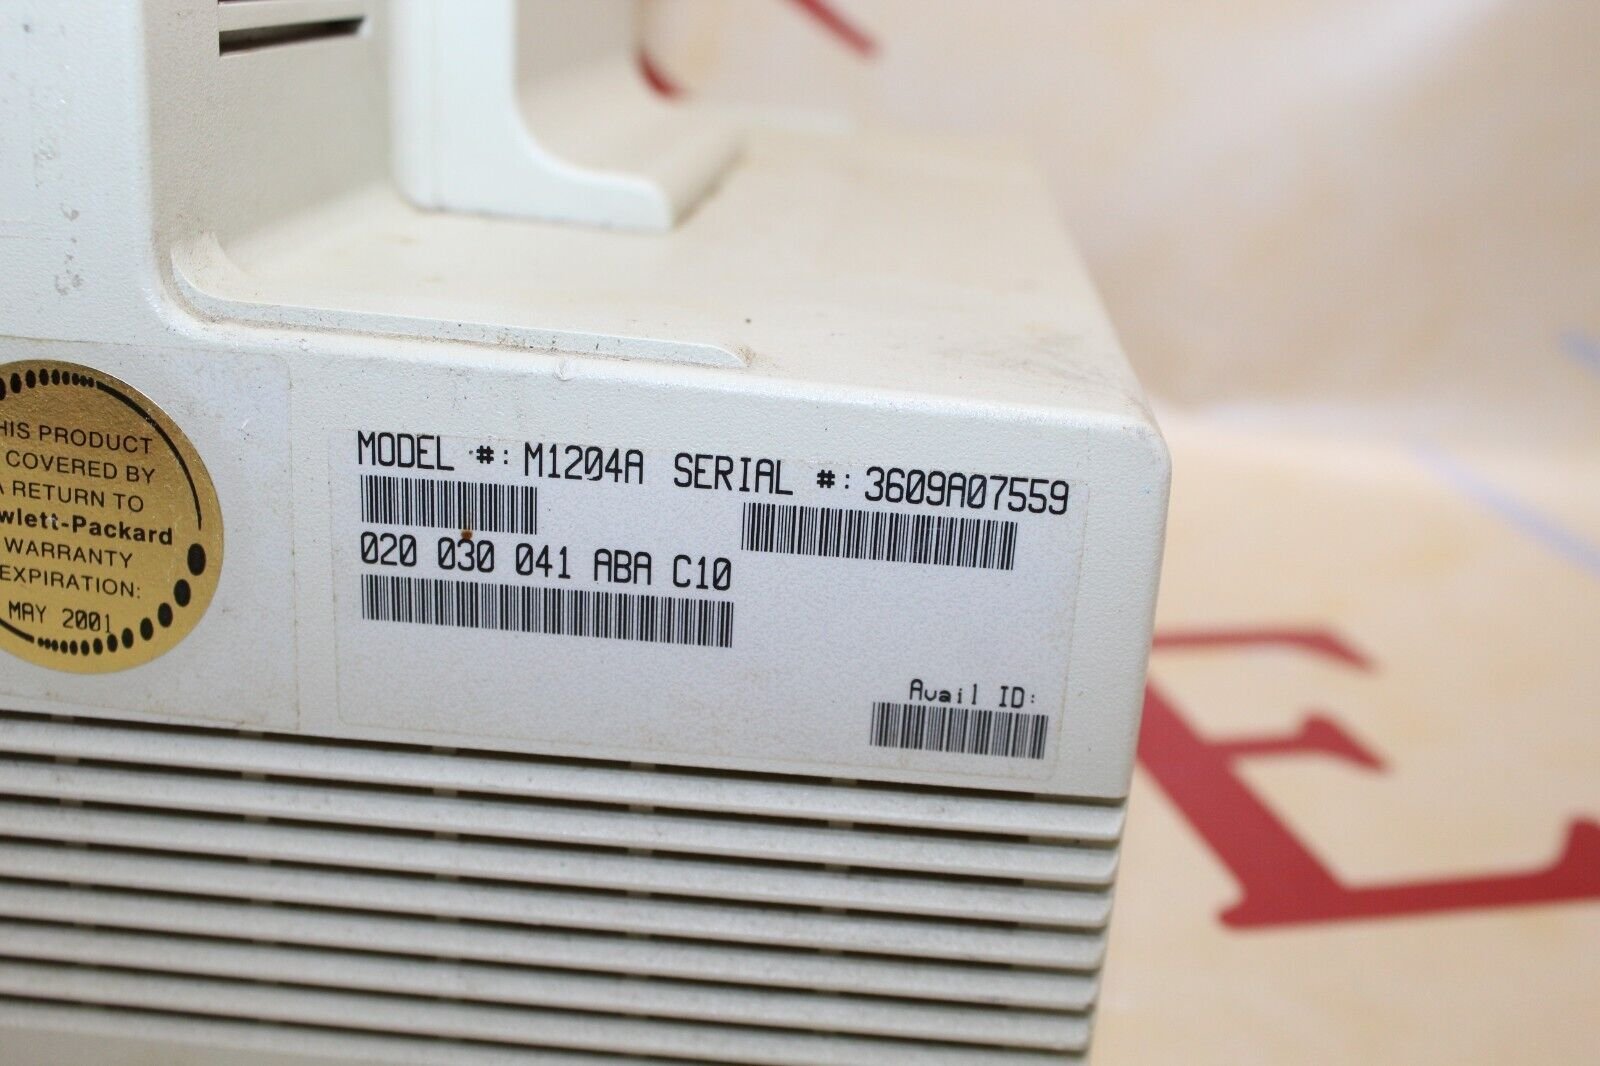 HIS PRODUCT
COVERED BY
A RETURN TO
wlett-Packard
WARRANTY
EXPIRATION:
MAY 2001
MODEL #: M1204A SERIAL #: 3609A07559
020 030 041 ABA C10
Avail ID:
E